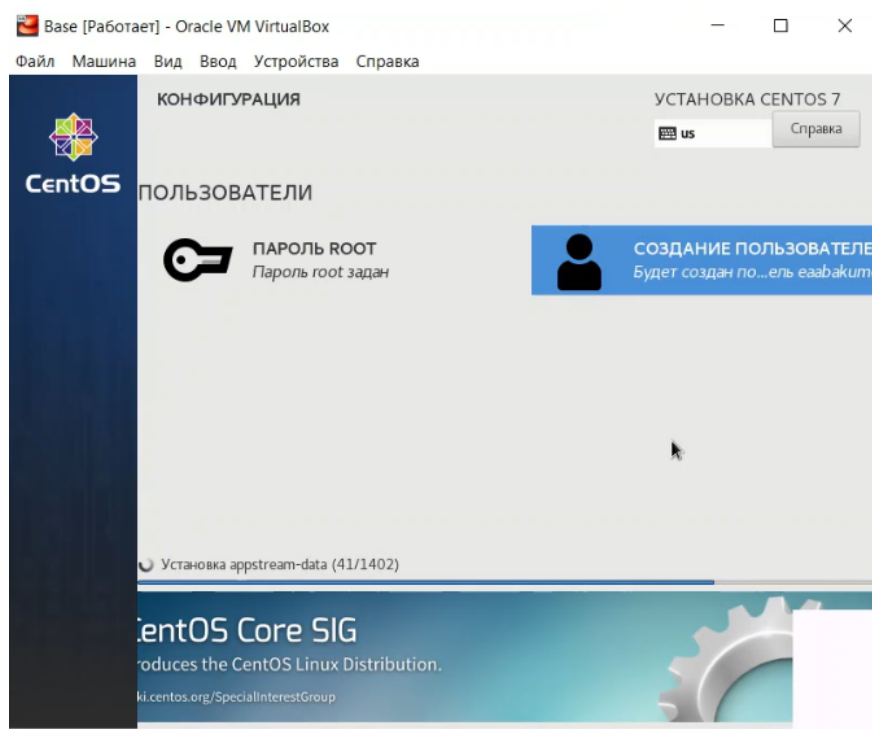 Base [Работает] - Oracle VM VirtualBox
Файл Машина Вид Ввод Устройства Справка
CentOS
КОНФИГУРАЦИЯ
УСТАНОВКА CENTOS 7
us
Справка
ПОЛЬЗОВАТЕЛИ
ПАРОЛЬ ROOT
Пароль root задан
СОЗДАНИЕ ПОЛЬЗОВАТЕЛЕ
Будет создан по...ель eaabakum
Установка appstream-data (41/1402)
CentOS Core SIG
roduces the CentOS Linux Distribution.
ki.centos.org/SpecialInterestGroup